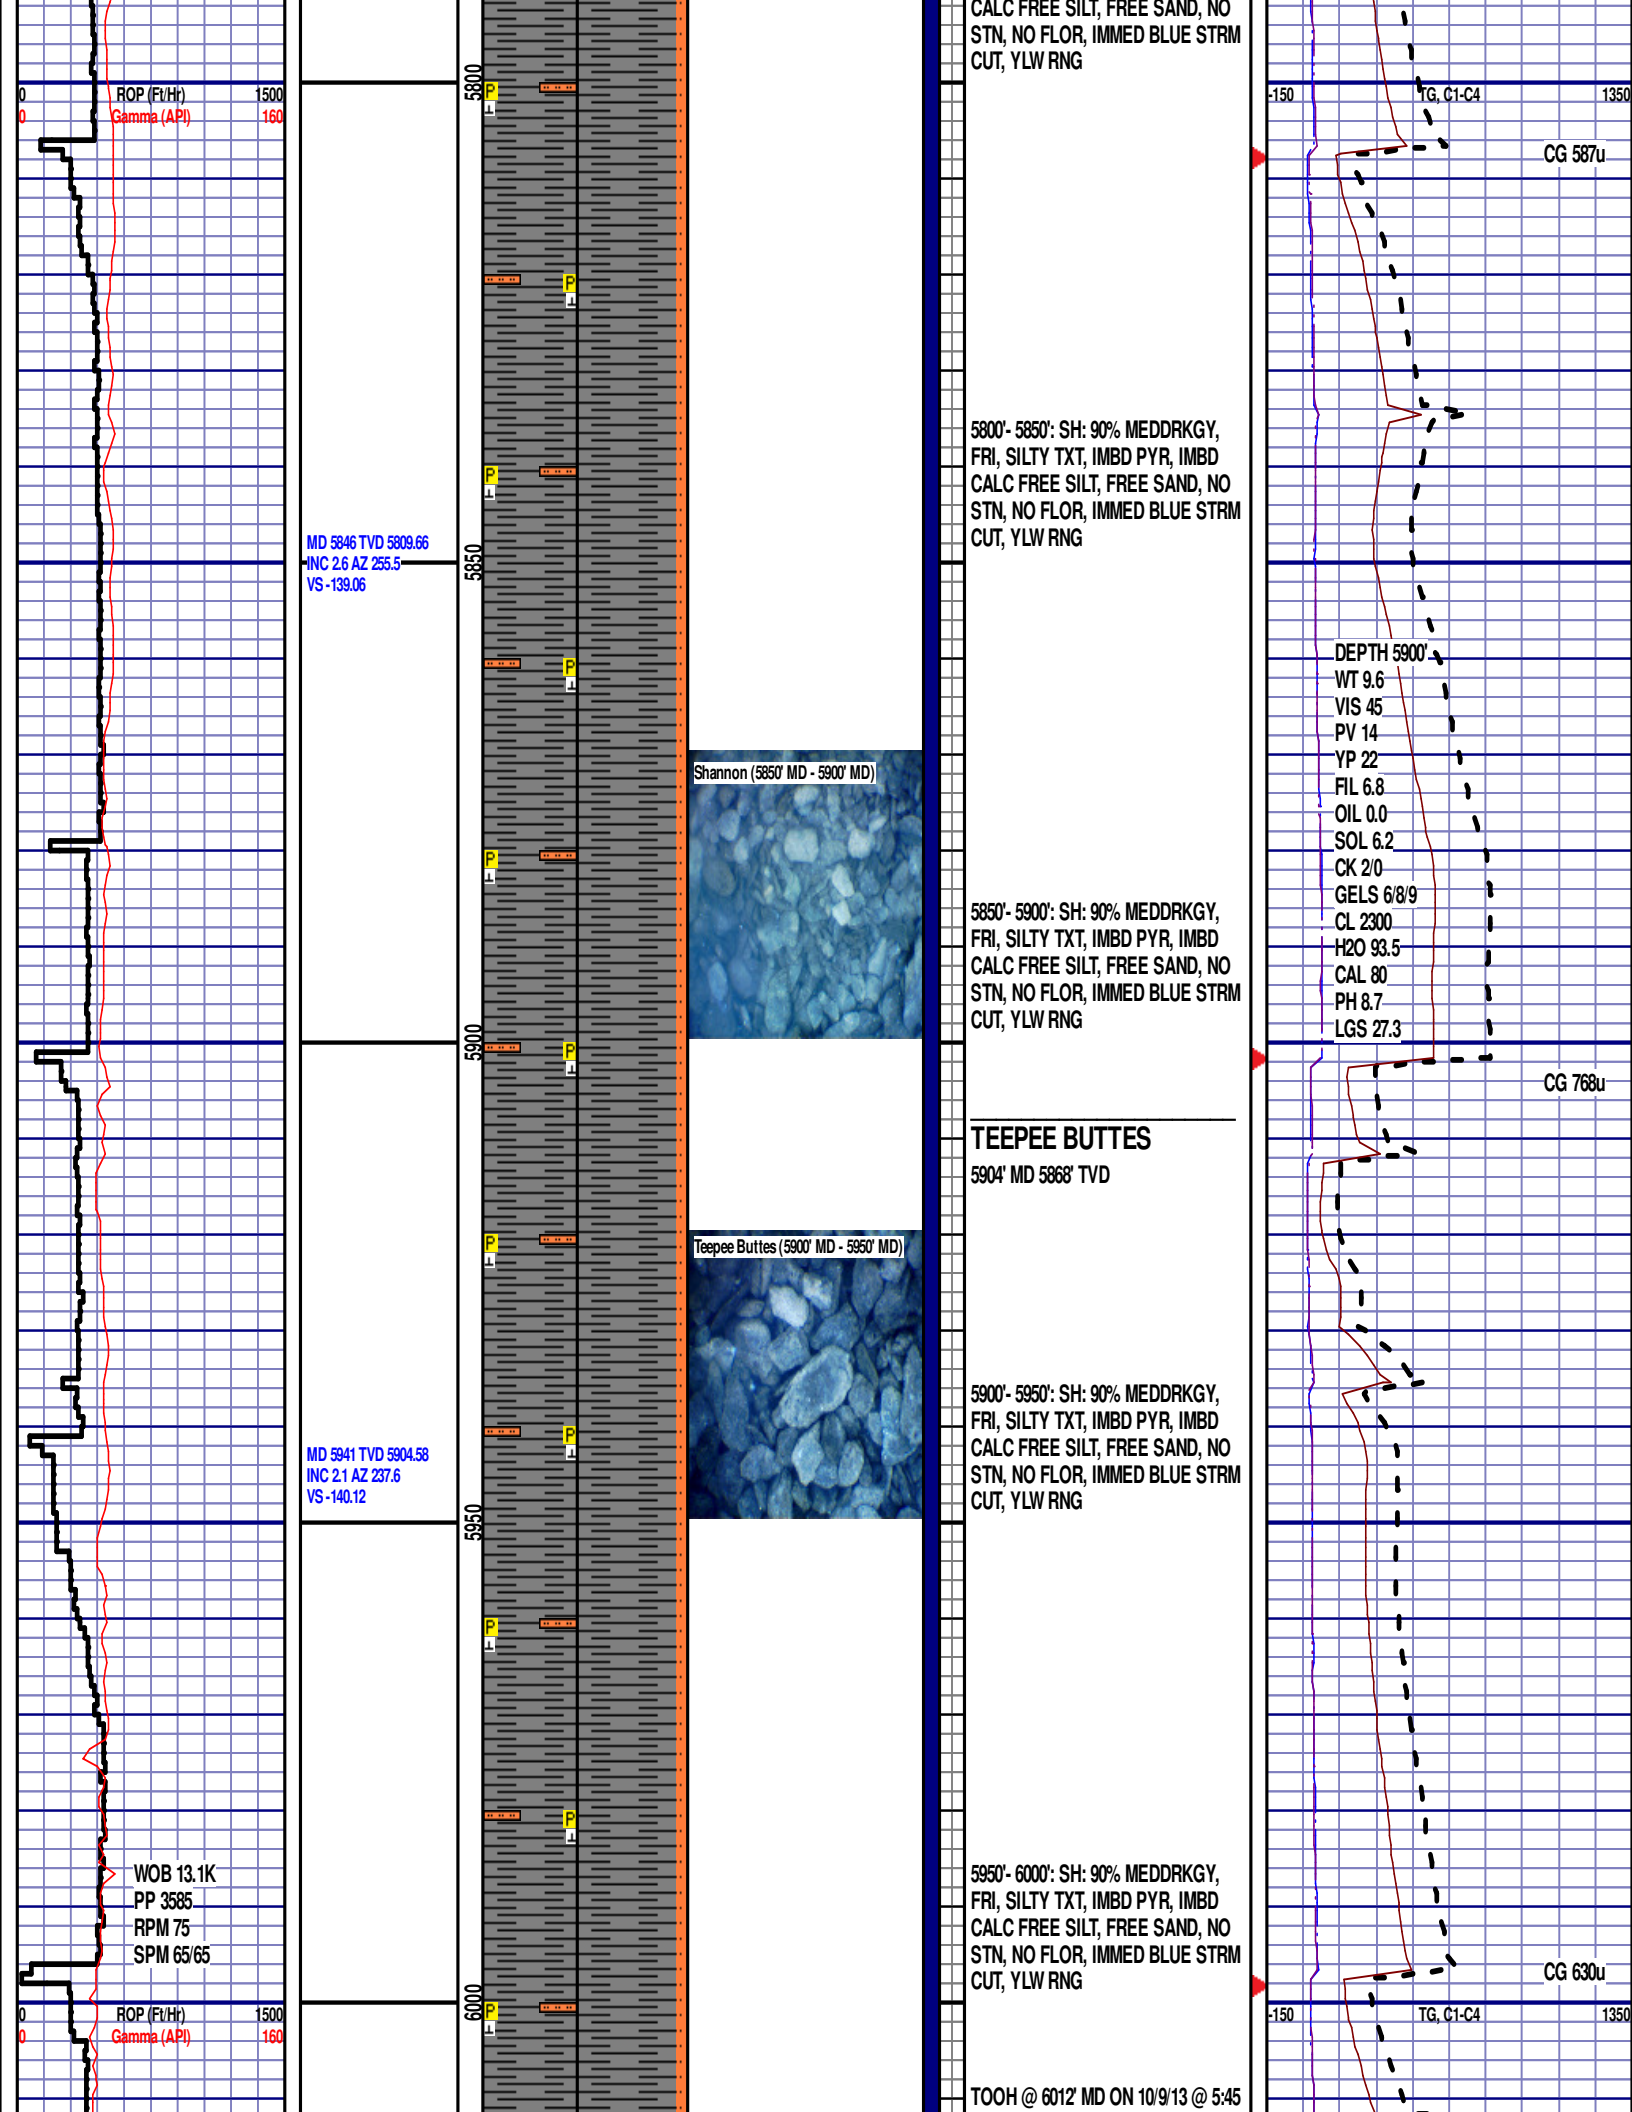 CALC FREE SILT, FREE SAND, NO
STN, NO FLOR, IMMED BLUE STRM
CUT, YLW RNG
5800
0 ROP (Ft/Hr) 1500
0 Gamma (API) 160
P
-150 TG, C1-C4 1350
CG 587u
P
5800'- 5850': SH: 90% MEDDRKGY,
FRI, SILTY TXT, IMBD PYR, IMBD
CALC FREE SILT, FREE SAND, NO
STN, NO FLOR, IMMED BLUE STRM
CUT, YLW RNG
P
MD 5846 TVD 5809.66
INC 2.6 AZ 255.5
VS -139.06
5850
P
DEPTH 5900'
WT 9.6
VIS 45
PV 14
YP 22
FIL 6.8
OIL 0.0
SOL 6.2
CK 2/0
GELS 6/8/9
CL 2300
H2O 93.5
CAL 80
PH 8.7
LGS 27.3
Shannon (5850' MD - 5900' MD)
P
5850'- 5900': SH: 90% MEDDRKGY,
FRI, SILTY TXT, IMBD PYR, IMBD
CALC FREE SILT, FREE SAND, NO
STN, NO FLOR, IMMED BLUE STRM
CUT, YLW RNG
5900
P
CG 768u
TEEPEE BUTTES
5904' MD 5868' TVD
P
Teepee Buttes (5900' MD - 5950' MD)
5900'- 5950': SH: 90% MEDDRKGY,
FRI, SILTY TXT, IMBD PYR, IMBD
CALC FREE SILT, FREE SAND, NO
STN, NO FLOR, IMMED BLUE STRM
CUT, YLW RNG
P
MD 5941 TVD 5904.58
INC 2.1 AZ 237.6
VS -140.12
5950
P
P
WOB 13.1K
PP 3585
RPM 75
SPM 65/65
5950'- 6000': SH: 90% MEDDRKGY,
FRI, SILTY TXT, IMBD PYR, IMBD
CALC FREE SILT, FREE SAND, NO
STN, NO FLOR, IMMED BLUE STRM
CUT, YLW RNG
CG 630u
6000
P
0 ROP (Ft/Hr) 1500
0 Gamma (API) 160
-150 TG, C1-C4 1350
TOOH @ 6012' MD ON 10/9/13 @ 5:45